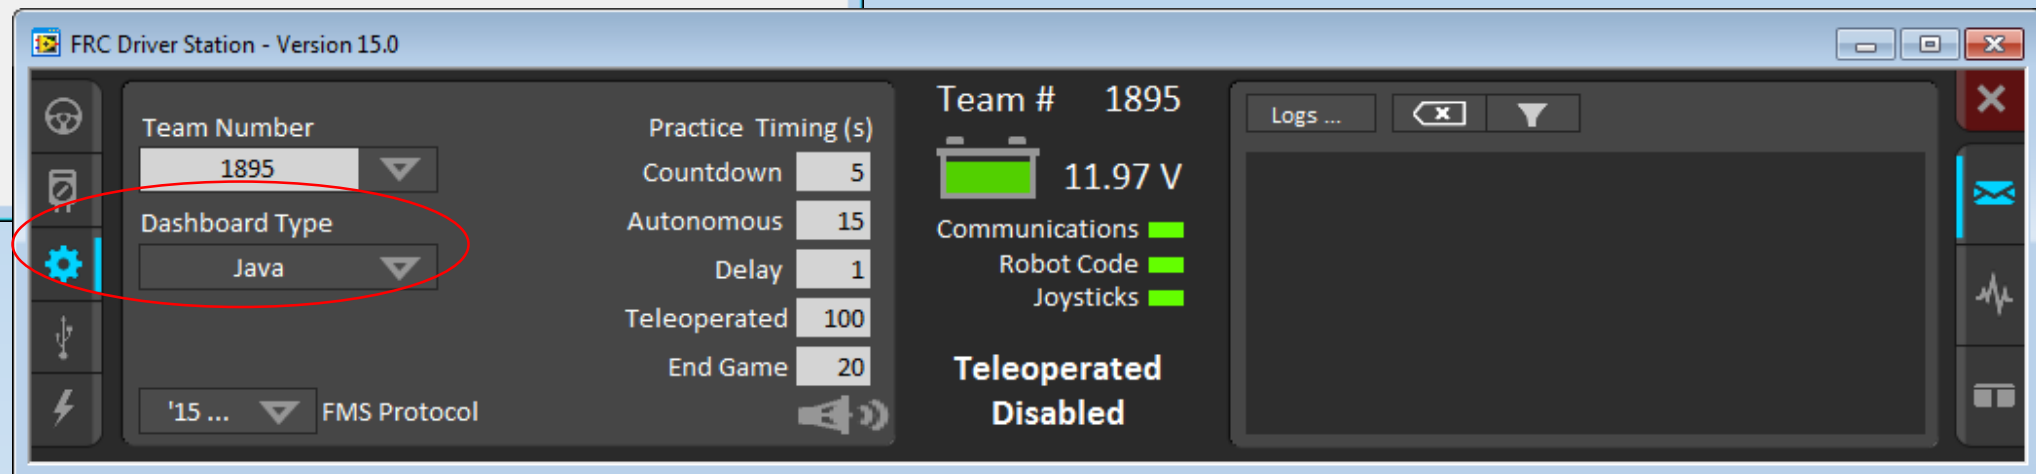 FRC Driver Station - Version 15.0
Team Number
1895
Dashboard Type
Java
'15 ... FMS Protocol
Practice Timing (s)
Countdown 5
Autonomous 15
Delay 1
Teleoperated 100
End Game 20
Team # 1895
11.97 V
Communications
Robot Code
Joysticks
Teleoperated
Disabled
Logs ...